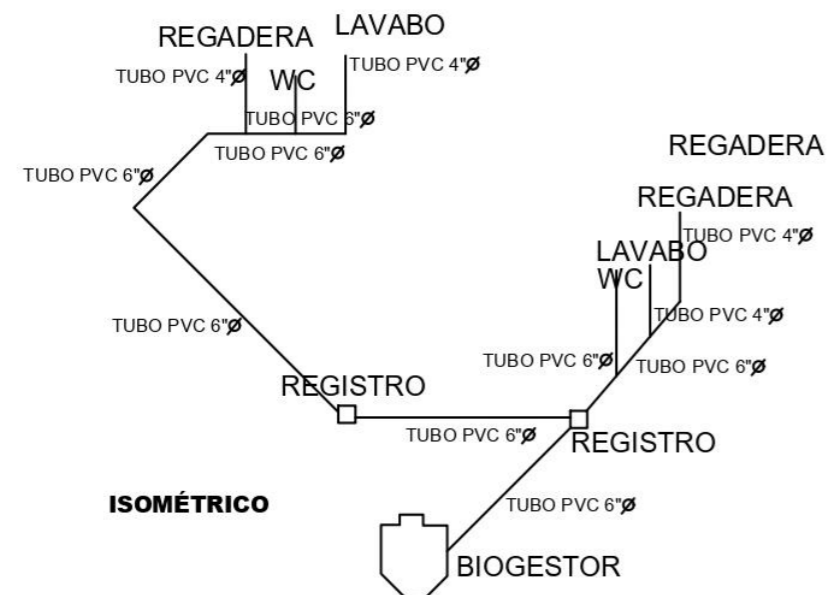 LAVABO
REGADERA
TUBO PVC 4"Ø
TUBO PVC 4"Ø
WC
TUBO PVC 6"Ø
TUBO PVC 6"Ø
TUBO PVC 6"Ø
REGADERA
REGADERA
TUBO PVC 4"Ø
LAVABO
WC
TUBO PVC 4"Ø
TUBO PVC 6"Ø
TUBO PVC 6"Ø
TUBO PVC 6"Ø
REGISTRO
TUBO PVC 6"Ø
REGISTRO
ISOMÉTRICO
TUBO PVC 6"Ø
BIOGESTOR